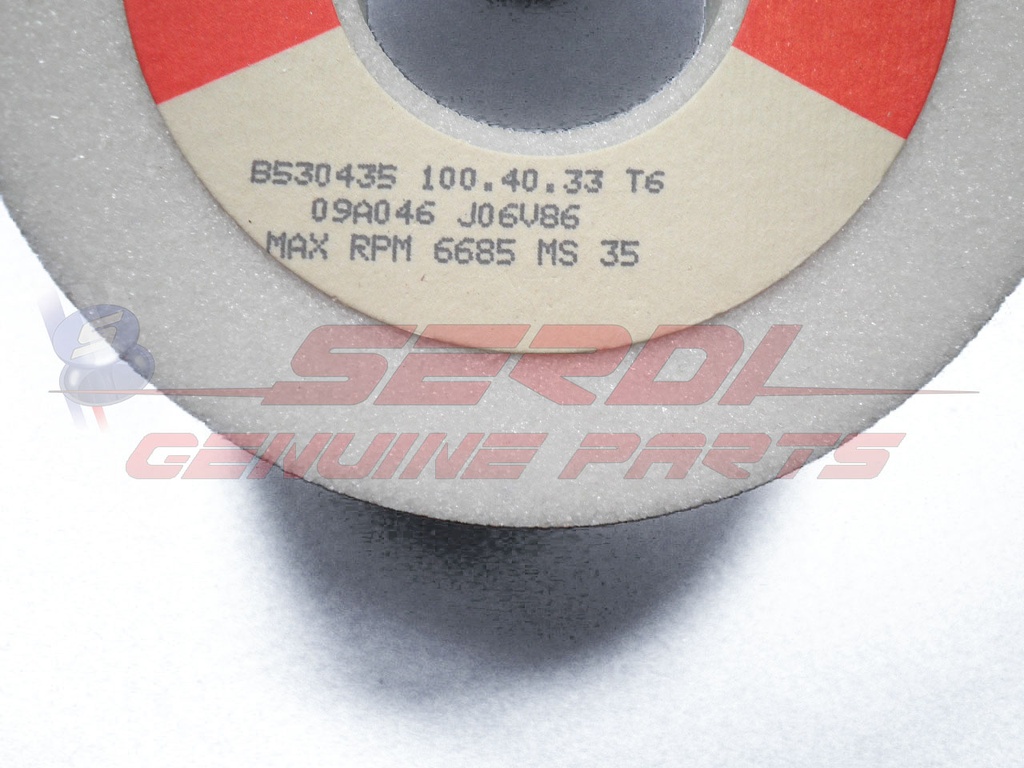 B530435 100.40.33 T6
09A046 J06V86
MAX RPM 6685 MS 35
SERDI
GENUINE PARTS